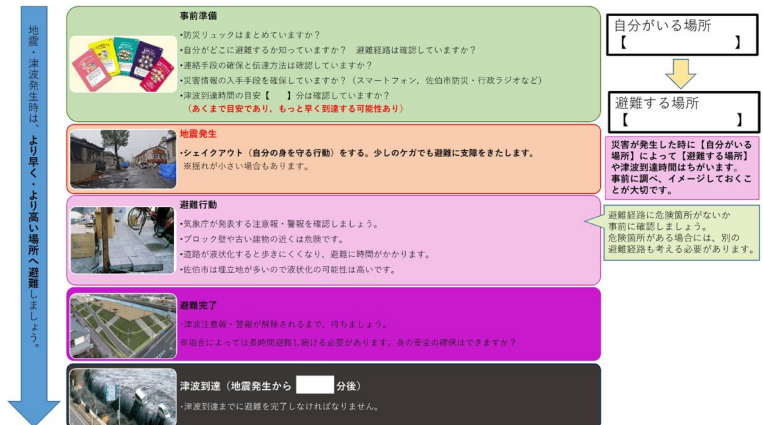 地震・津波発生時は、より早く・より高い場所へ避難しましょう。
事前準備
•防災リュックはまとめていますか？
•自分がどこに避難するか知っていますか？　避難経路は確認していますか？
•連絡手段の確保と伝達方法は確認していますか？
•災害情報の入手手段を確保していますか？（スマートフォン，佐伯市防災・行政ラジオなど）
•津波到達時間の目安【　　】分は確認していますか？
（あくまで目安であり、もっと早く到達する可能性あり）
地震発生
•シェイクアウト（自分の身を守る行動）をする。少しのケガでも避難に支障をきたします。
※揺れが小さい場合もあります。
避難行動
•気象庁が発表する注意報・警報を確認しましょう。
•ブロック壁や古い建物の近くは危険です。
•道路が液状化すると歩きにくくなり、避難に時間がかかります。
•佐伯市は埋立地が多いので液状化の可能性は高いです。
避難完了
•津波注意報・警報が解除されるまで、待ちましょう。
※場合によっては長時間避難し続ける必要があります。身の安全の確保はできますか？
津波到達（地震発生から　　　分後）
•津波到達までに避難を完了しなければなりません。
自分がいる場所
【　　　　　　】
避難する場所
【　　　　　　】
災害が発生した時に【自分がいる
場所】によって【避難する場所】
や津波到達時間はちがいます。
事前に調べ、イメージしておくこ
とが大切です。
避難経路に危険箇所がないか
事前に確認しましょう。
危険箇所がある場合には、別の
避難経路も考える必要があります。